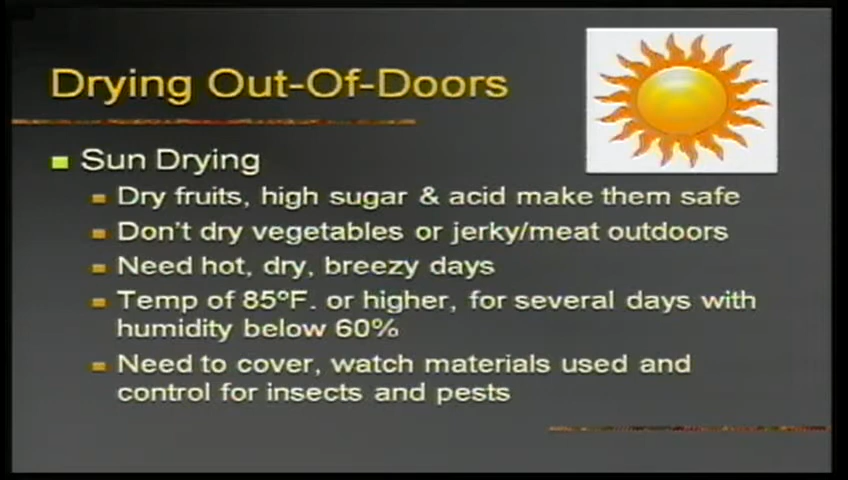 Drying Out-Of-Doors
Sun Drying
Dry fruits, high sugar & acid make them safe
Don't dry vegetables or jerky/meat outdoors
Need hot, dry, breezy days
Temp of 85ºF. or higher, for several days with
humidity below 60%
Need to cover, watch materials used and
control for insects and pests